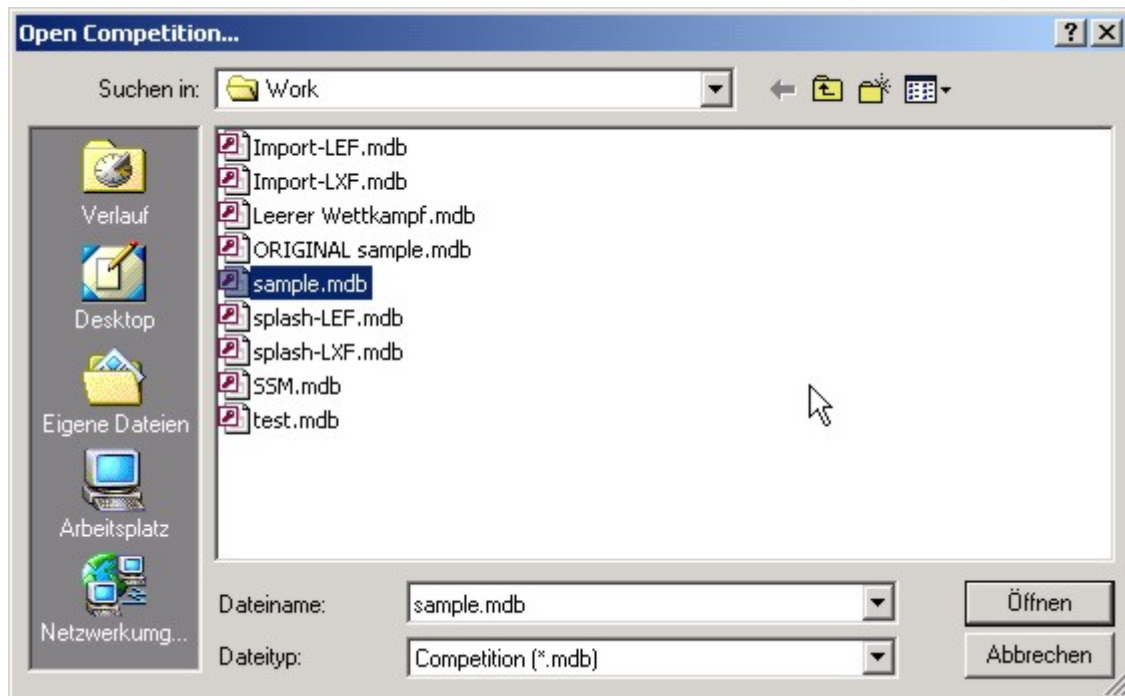 Open Competition...
Suchen in: Work
Verlauf
Desktop
Eigene Dateien
Arbeitsplatz
Netzwerkumg...
Import-LEF.mdb
Import-LXF.mdb
Leerer Wettkampf.mdb
ORIGINAL sample.mdb
sample.mdb
splash-LEF.mdb
splash-LXF.mdb
SSM.mdb
test.mdb
Dateiname: sample.mdb Öffnen
Dateityp: Competition (*.mdb) Abbrechen